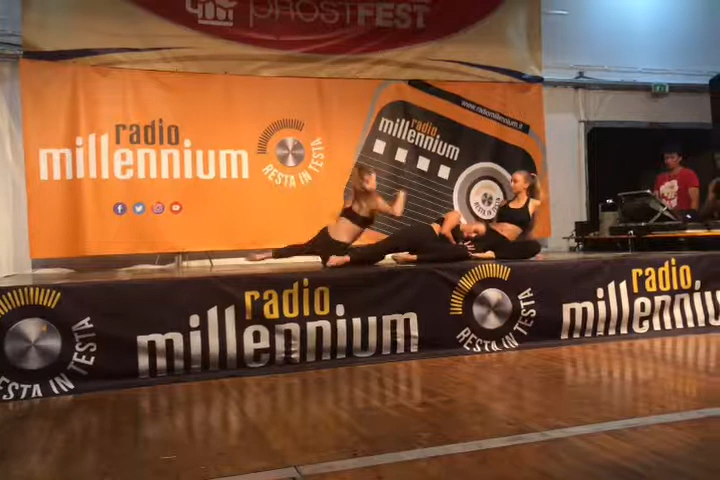 PROSTFEST
radio
millennium
RESTA IN TESTA
www.radiomillennium.it
radio
millennium
RESTA IN TESTA
ESTA IN TESTA
radio
millennium
RESTA IN TESTA
radio
millenniu